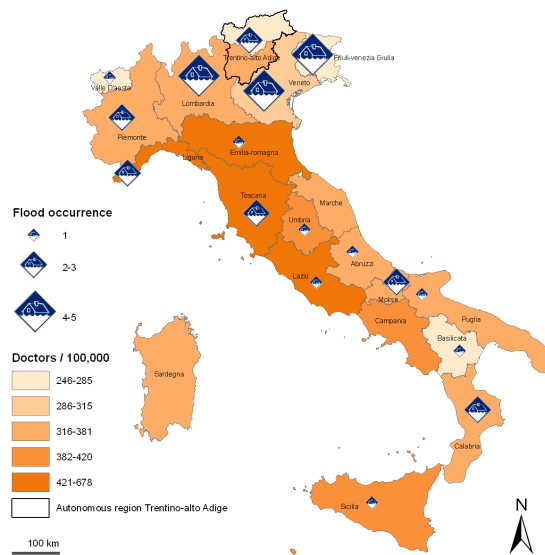 Trentino-alto Adige
Friuli-venezia Giulia
Valle D'aosta
Veneto
Lombardia
Piemonte
Emilia-romagna
Liguria
Toscana
Marche
Umbria
Abruzzi
Lazio
Molise
Puglia
Campania
Basilicata
Sardegna
Calabria
Sicilia
Flood occurrence
1
2-3
4-5
Doctors / 100,000
246-285
286-315
316-381
382-420
421-678
Autonomous region Trentino-alto Adige
100 km
N